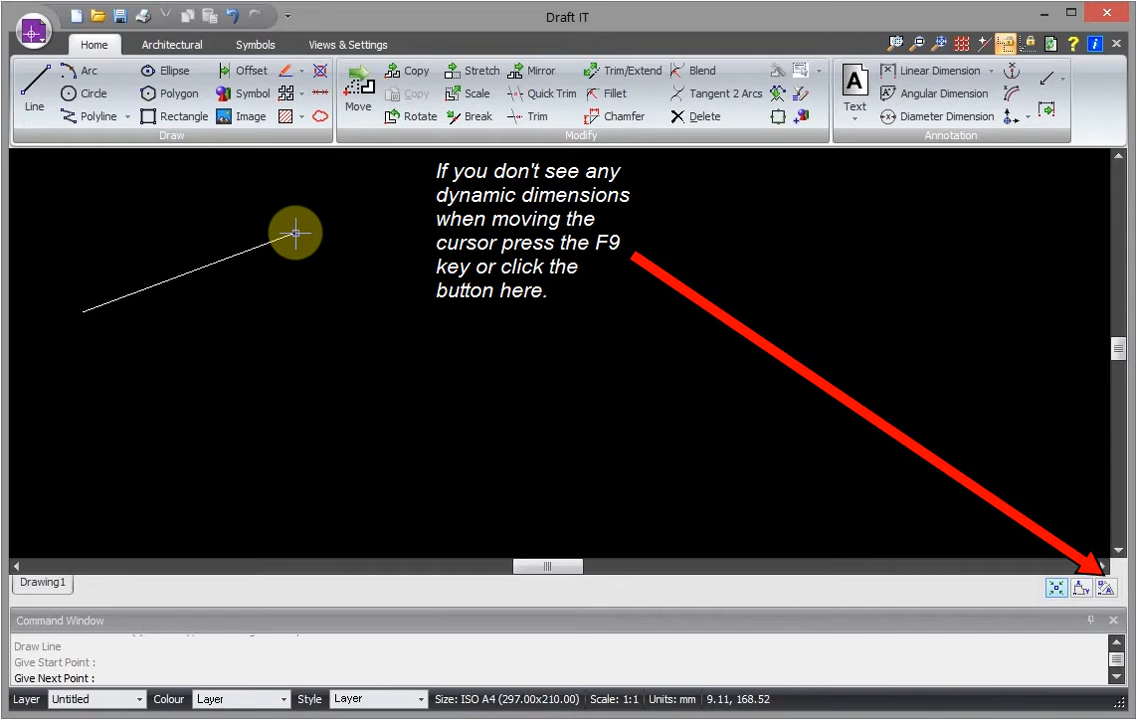 Draft IT
Home
Architectural
Symbols
Views & Settings
Line
Arc
Circle
Polyline
Ellipse
Polygon
Rectangle
Offset
Symbol
Image
Draw
Move
Copy
Copy
Rotate
Stretch
Scale
Break
Mirror
Quick Trim
Trim
Trim/Extend
Fillet
Chamfer
Blend
Tangent 2 Arcs
Delete
Modify
A
Text
Linear Dimension
Angular Dimension
Diameter Dimension
Annotation
If you don't see any
dynamic dimensions
when moving the
cursor press the F9
key or click the
button here.
Drawing1
Command Window
Draw Line
Give Start Point :
Give Next Point :
Layer Untitled Colour Layer Style Layer Size: ISO A4 (297.00x210.00) Scale: 1:1 Units: mm 9.11, 168.52